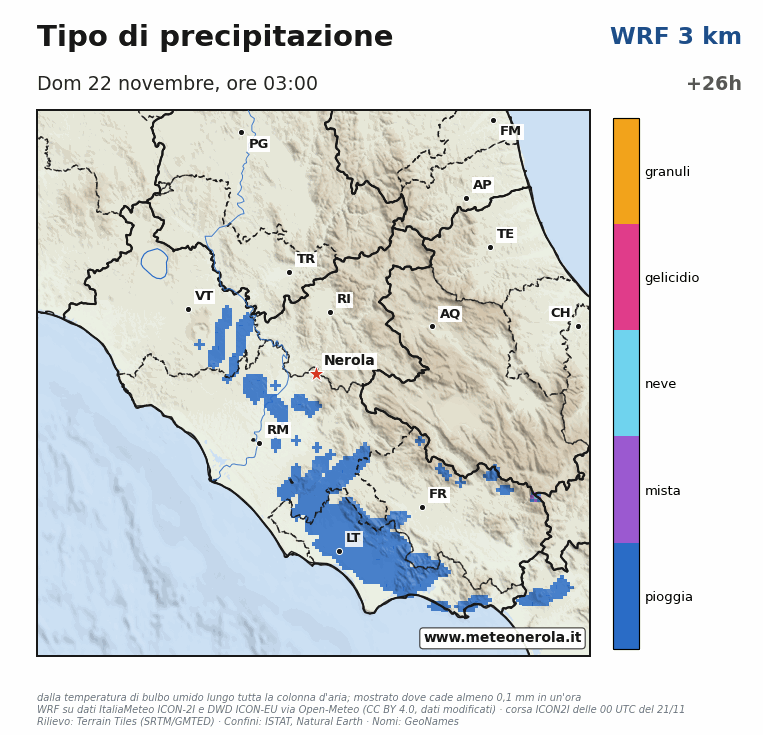 Tipo di precipitazione
WRF 3 km
Dom 22 novembre, ore 03:00
+26h
FM
PG
AP
TE
TR
VT
RI
AQ
CH
Nerola
RM
FR
LT
www.meteonerola.it
granuli
gelicidio
neve
mista
pioggia
dalla temperatura di bulbo umido lungo tutta la colonna d'aria; mostrato dove cade almeno 0,1 mm in un'ora
WRF su dati ItaliaMeteo ICON-2I e DWD ICON-EU via Open-Meteo (CC BY 4.0, dati modificati) · corsa ICON2I delle 00 UTC del 21/11
Rilievo: Terrain Tiles (SRTM/GMTED) · Confini: ISTAT, Natural Earth · Nomi: GeoNames